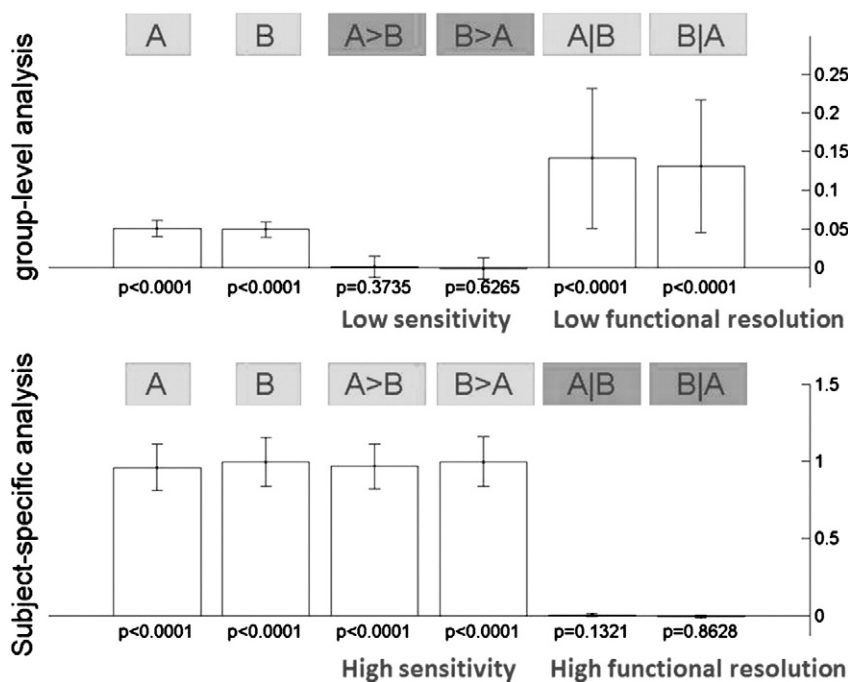 A B A>B B>A A|B B|A
group-level analysis
0.25
0.2
0.15
0.1
0.05
0
p<0.0001 p<0.0001 p=0.3735 p=0.6265 p<0.0001 p<0.0001
Low sensitivity Low functional resolution
A B A>B B>A A|B B|A
Subject-specific analysis
1.5
1
0.5
0
p<0.0001 p<0.0001 p<0.0001 p<0.0001 p=0.1321 p=0.8628
High sensitivity High functional resolution